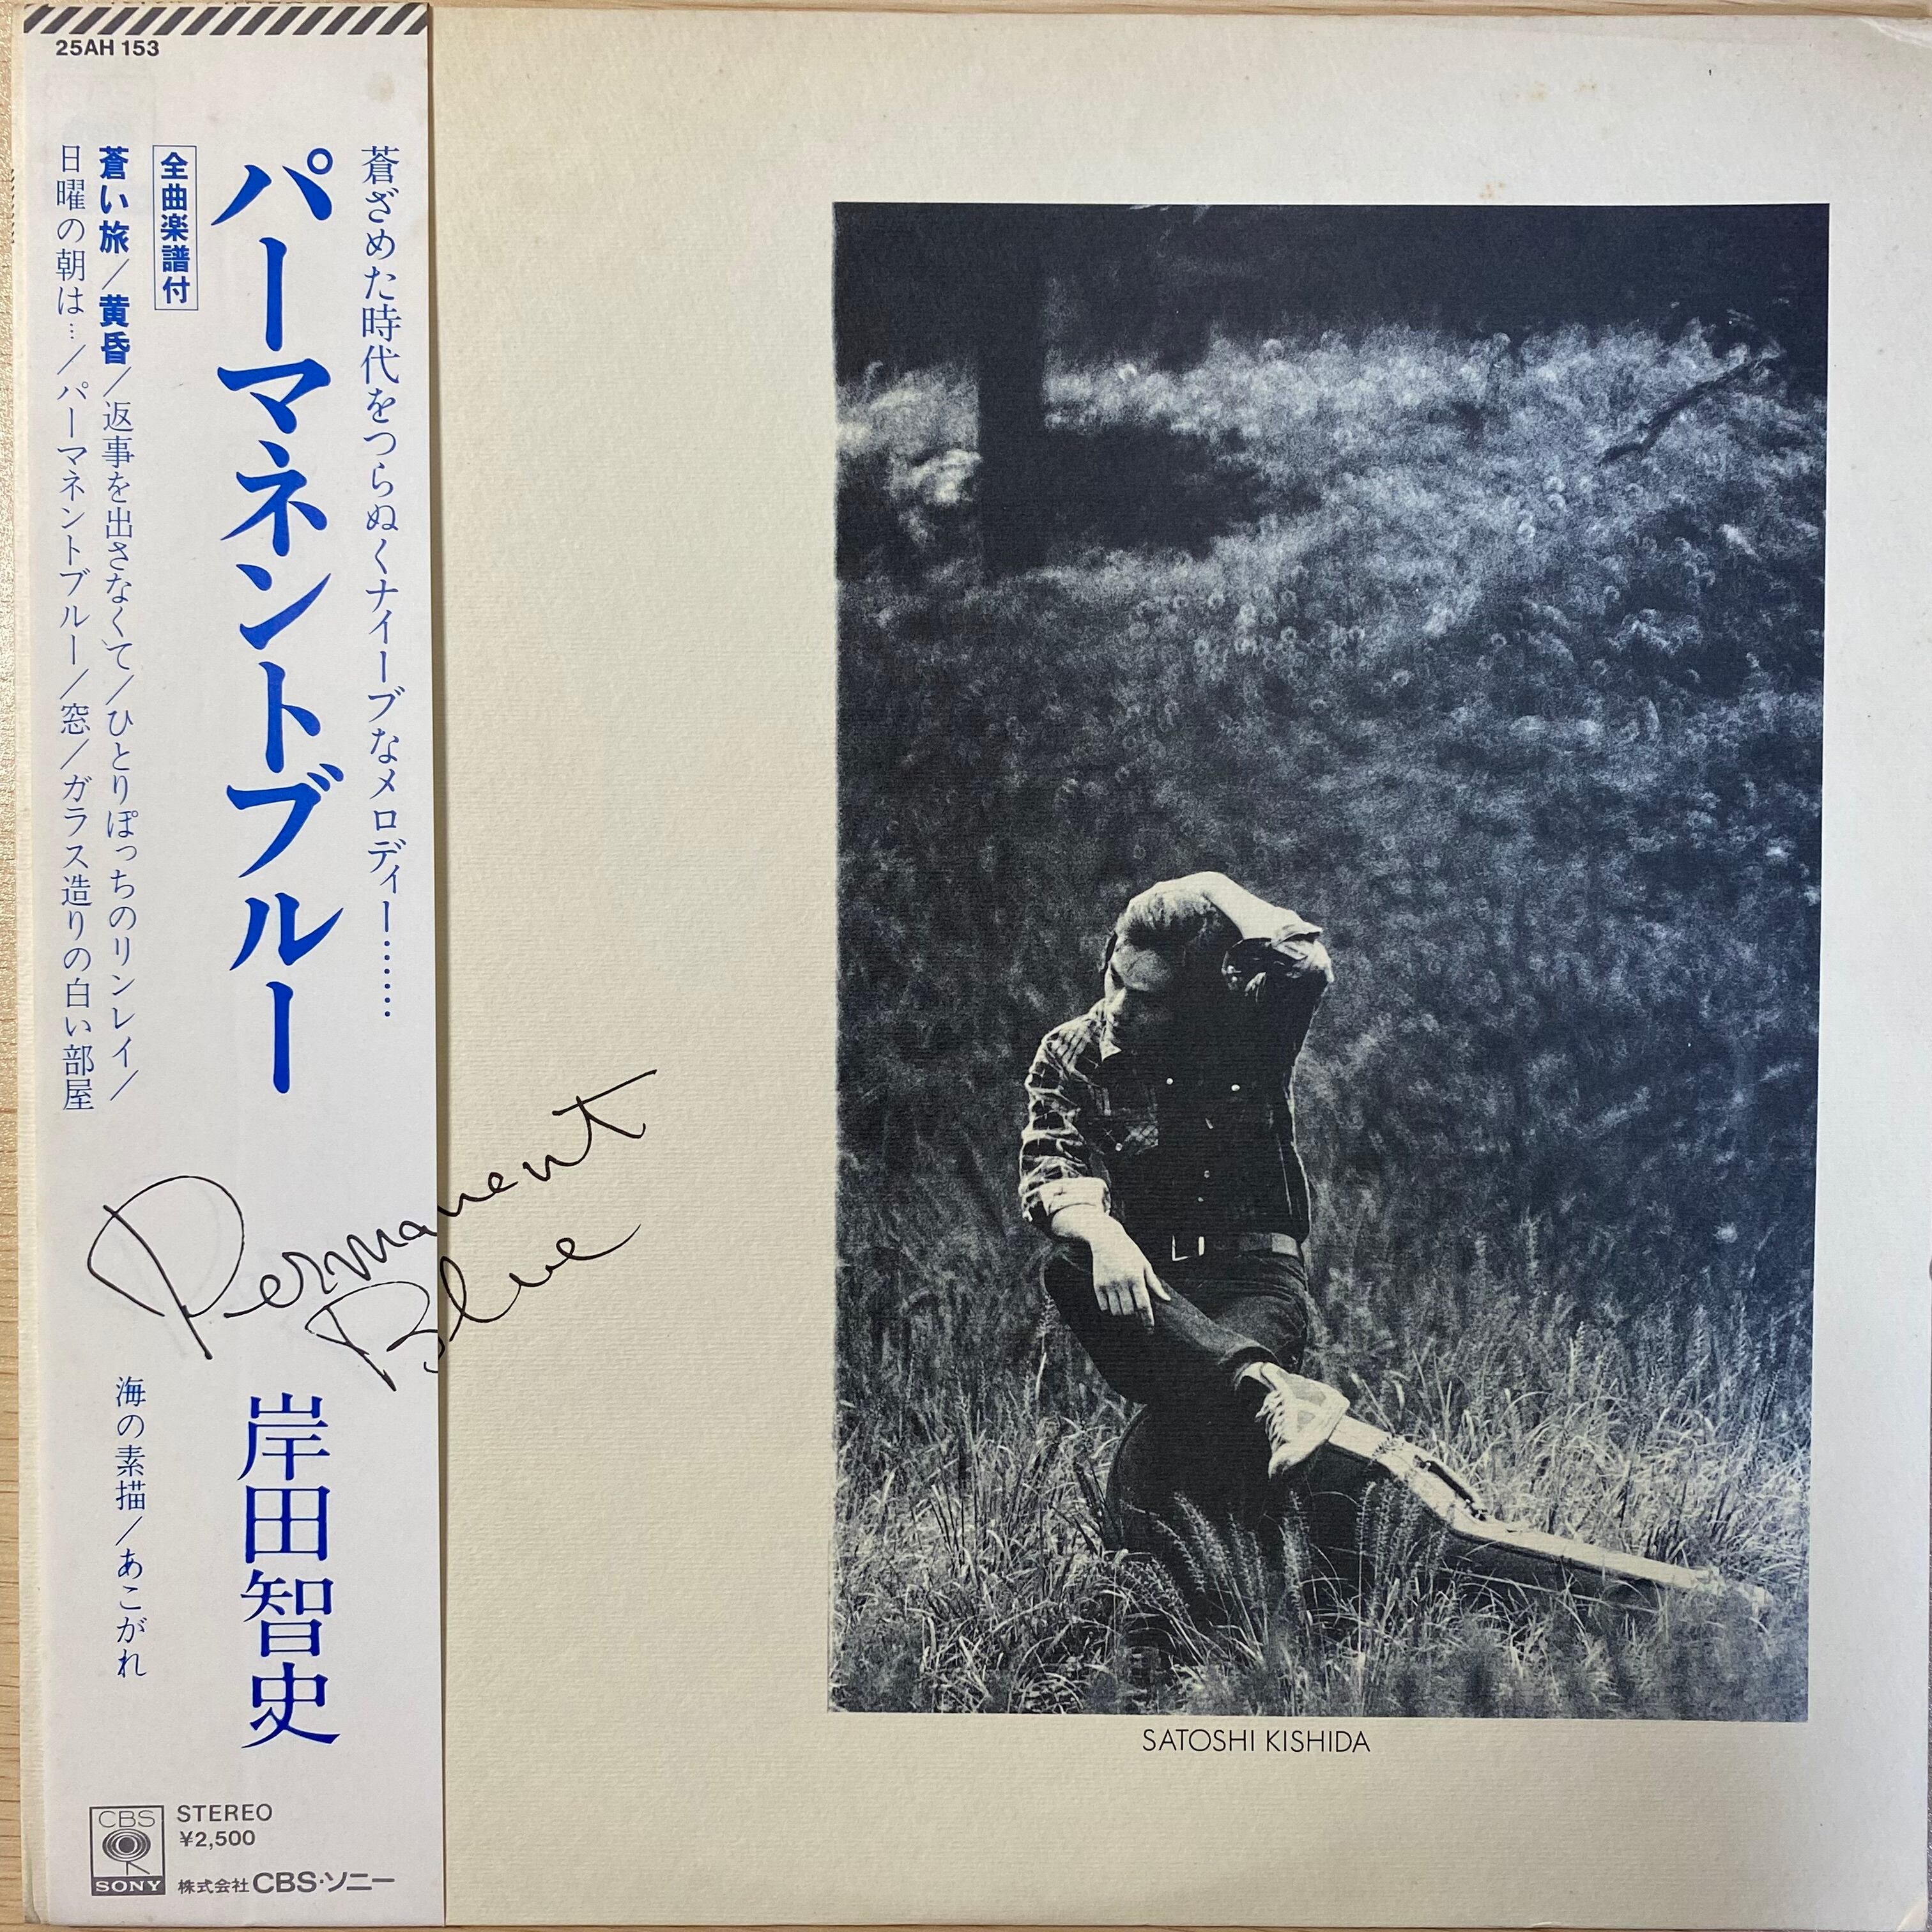 25AH 153
蒼ざめた時代をつらぬくナイーブなメロディー……
パーマネントブルー
全曲楽譜付
蒼い旅/黄昏/返事を出さなくて/ひとりぽっちのリンレイ/
日曜の朝は…/パーマネントブルー/窓/ガラス造りの白い部屋
海の素描/あこがれ
Permanent
Blue
岸田智史
SATOSHI KISHIDA
CBS
SONY
STEREO
¥2,500
株式会社CBS・ソニー